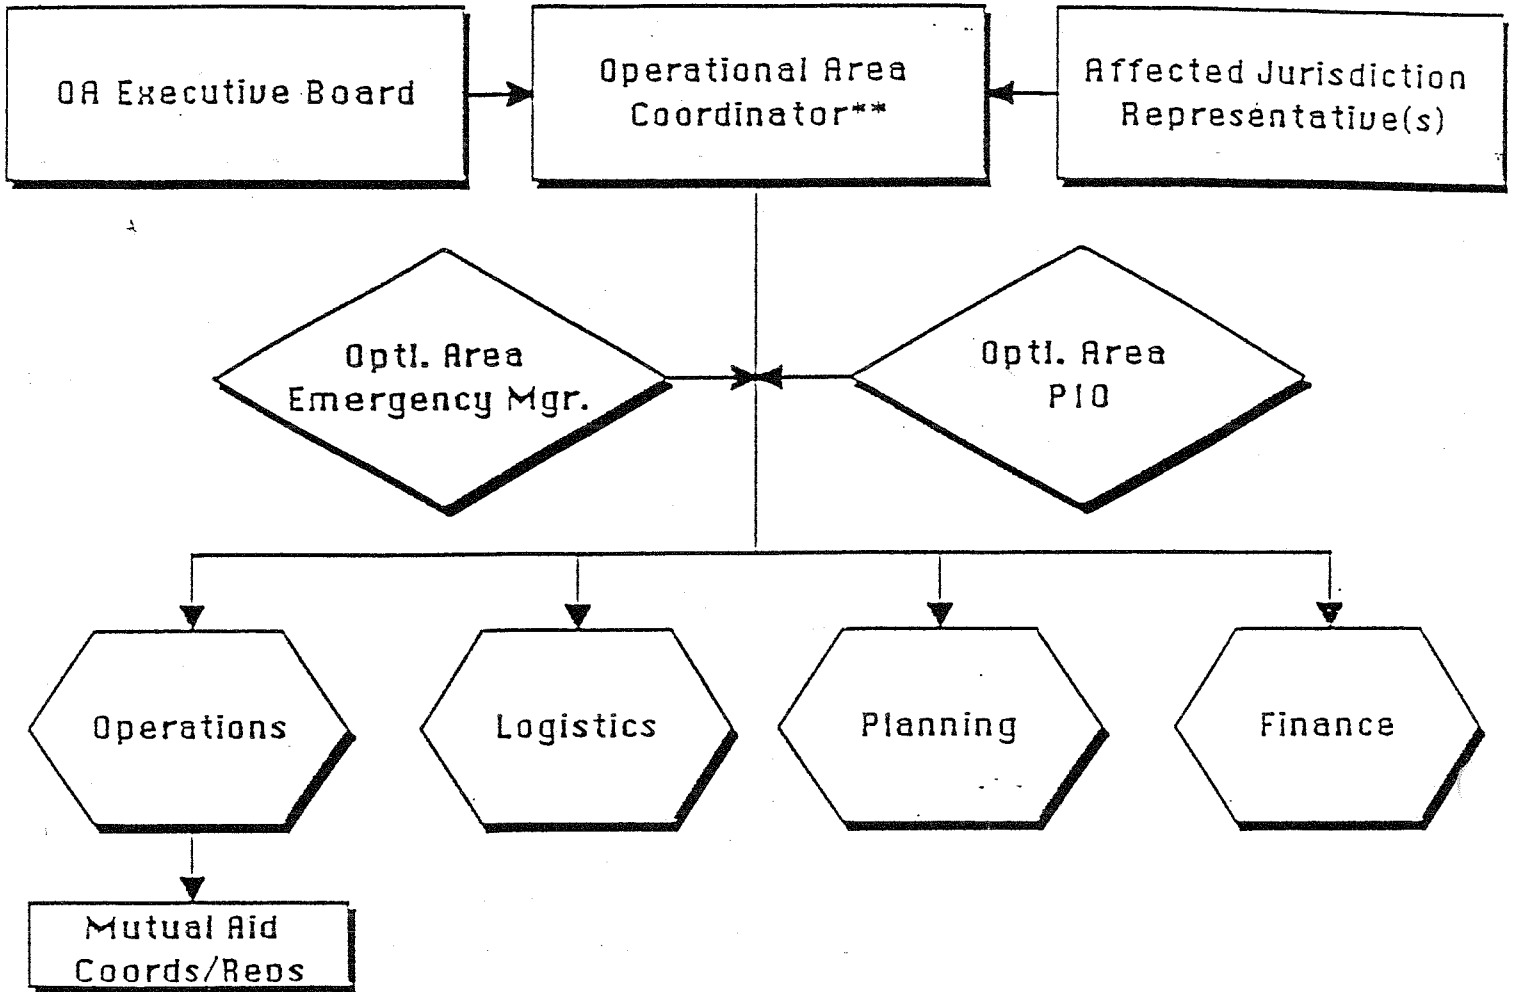 OA Executive Board
Operational Area
Coordinator**
Affected Jurisdiction
Representative(s)
Optl. Area
Emergency Mgr.
Optl. Area
PIO
Operations
Logistics
Planning
Finance
Mutual Aid
Coords/Reps